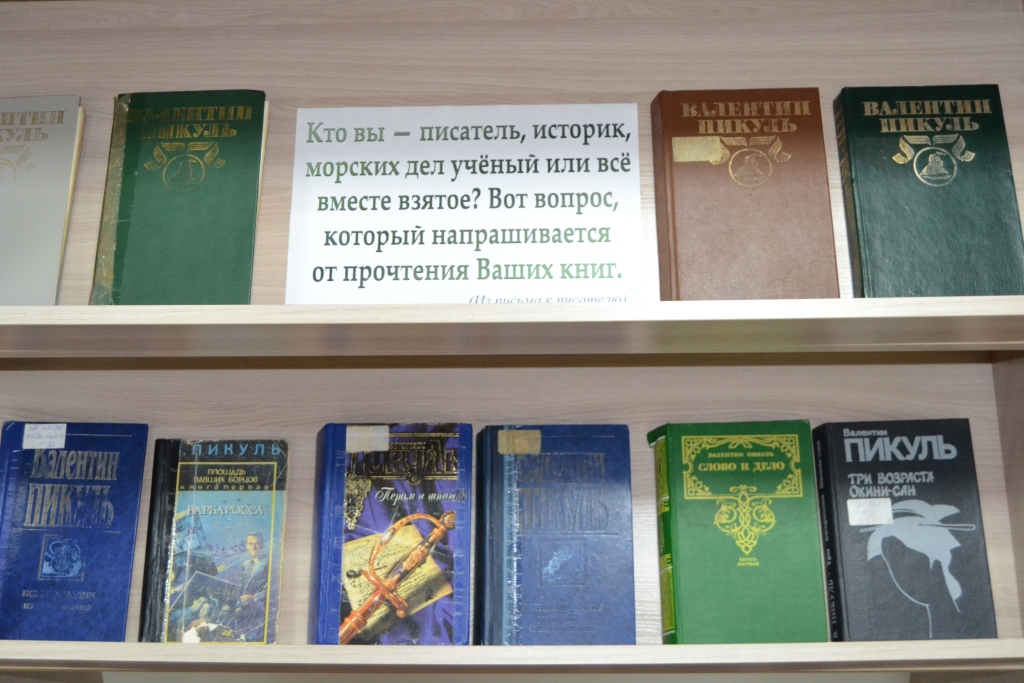 ВАЛЕНТИН
ПИКУЛЬ
Кто вы – писатель, историк,
морских дел учёный или всё
вместе взятое? Вот вопрос,
который напрашивается
от прочтения Ваших книг.
(Из письма к писателю)
ВАЛЕНТИН
ПИКУЛЬ
ВАЛЕНТИН
ПИКУЛЬ
ВАЛЕНТИН
ПИКУЛЬ
ПИКУЛЬ
ПЛОЩАДЬ
ПАВШИХ БОРЦОВ
книга первая
БАРБАРОССА
ПИКУЛЬ
Пером и шпагой
ПИКУЛЬ
ВАЛЕНТИН ПИКУЛЬ
СЛОВО И ДЕЛО
КНИГА
ПЕРВАЯ
Валентин
ПИКУЛЬ
ТРИ ВОЗРАСТА
ОКИНИ-САН